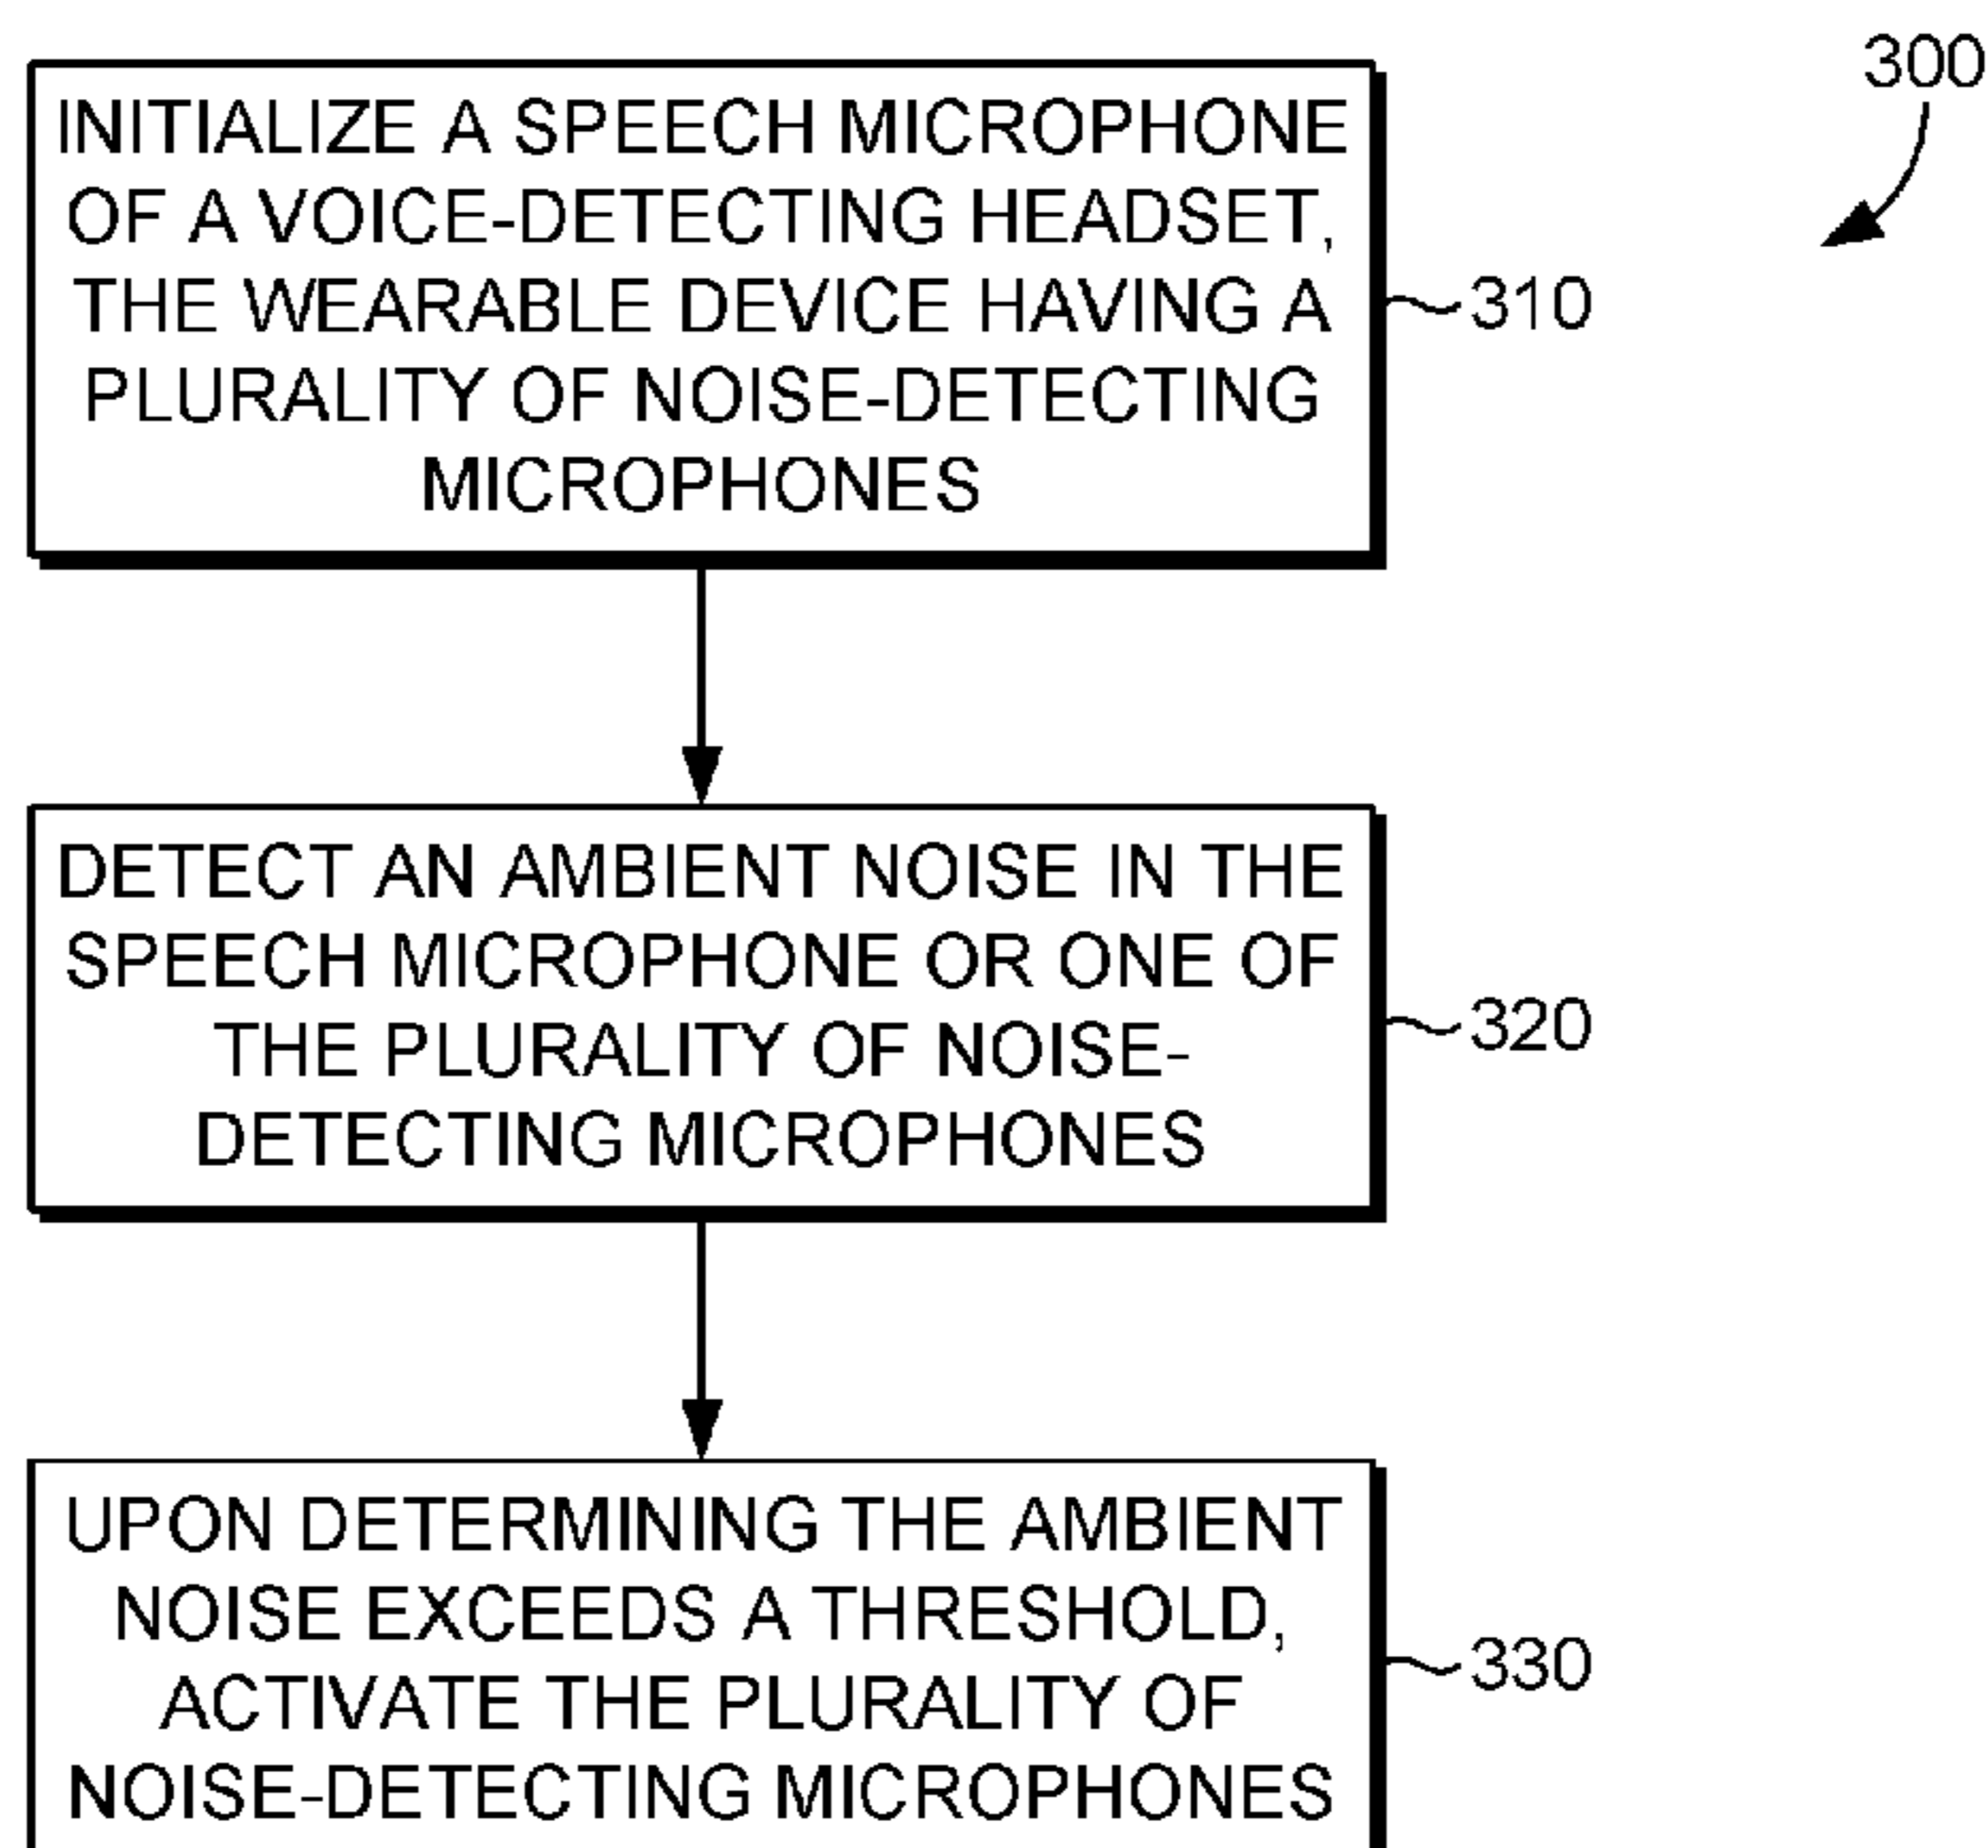 300
INITIALIZE A SPEECH MICROPHONE
OF A VOICE-DETECTING HEADSET,
THE WEARABLE DEVICE HAVING A
PLURALITY OF NOISE-DETECTING
MICROPHONES
310
DETECT AN AMBIENT NOISE IN THE
SPEECH MICROPHONE OR ONE OF
THE PLURALITY OF NOISE-
DETECTING MICROPHONES
320
UPON DETERMINING THE AMBIENT
NOISE EXCEEDS A THRESHOLD,
ACTIVATE THE PLURALITY OF
NOISE-DETECTING MICROPHONES
330